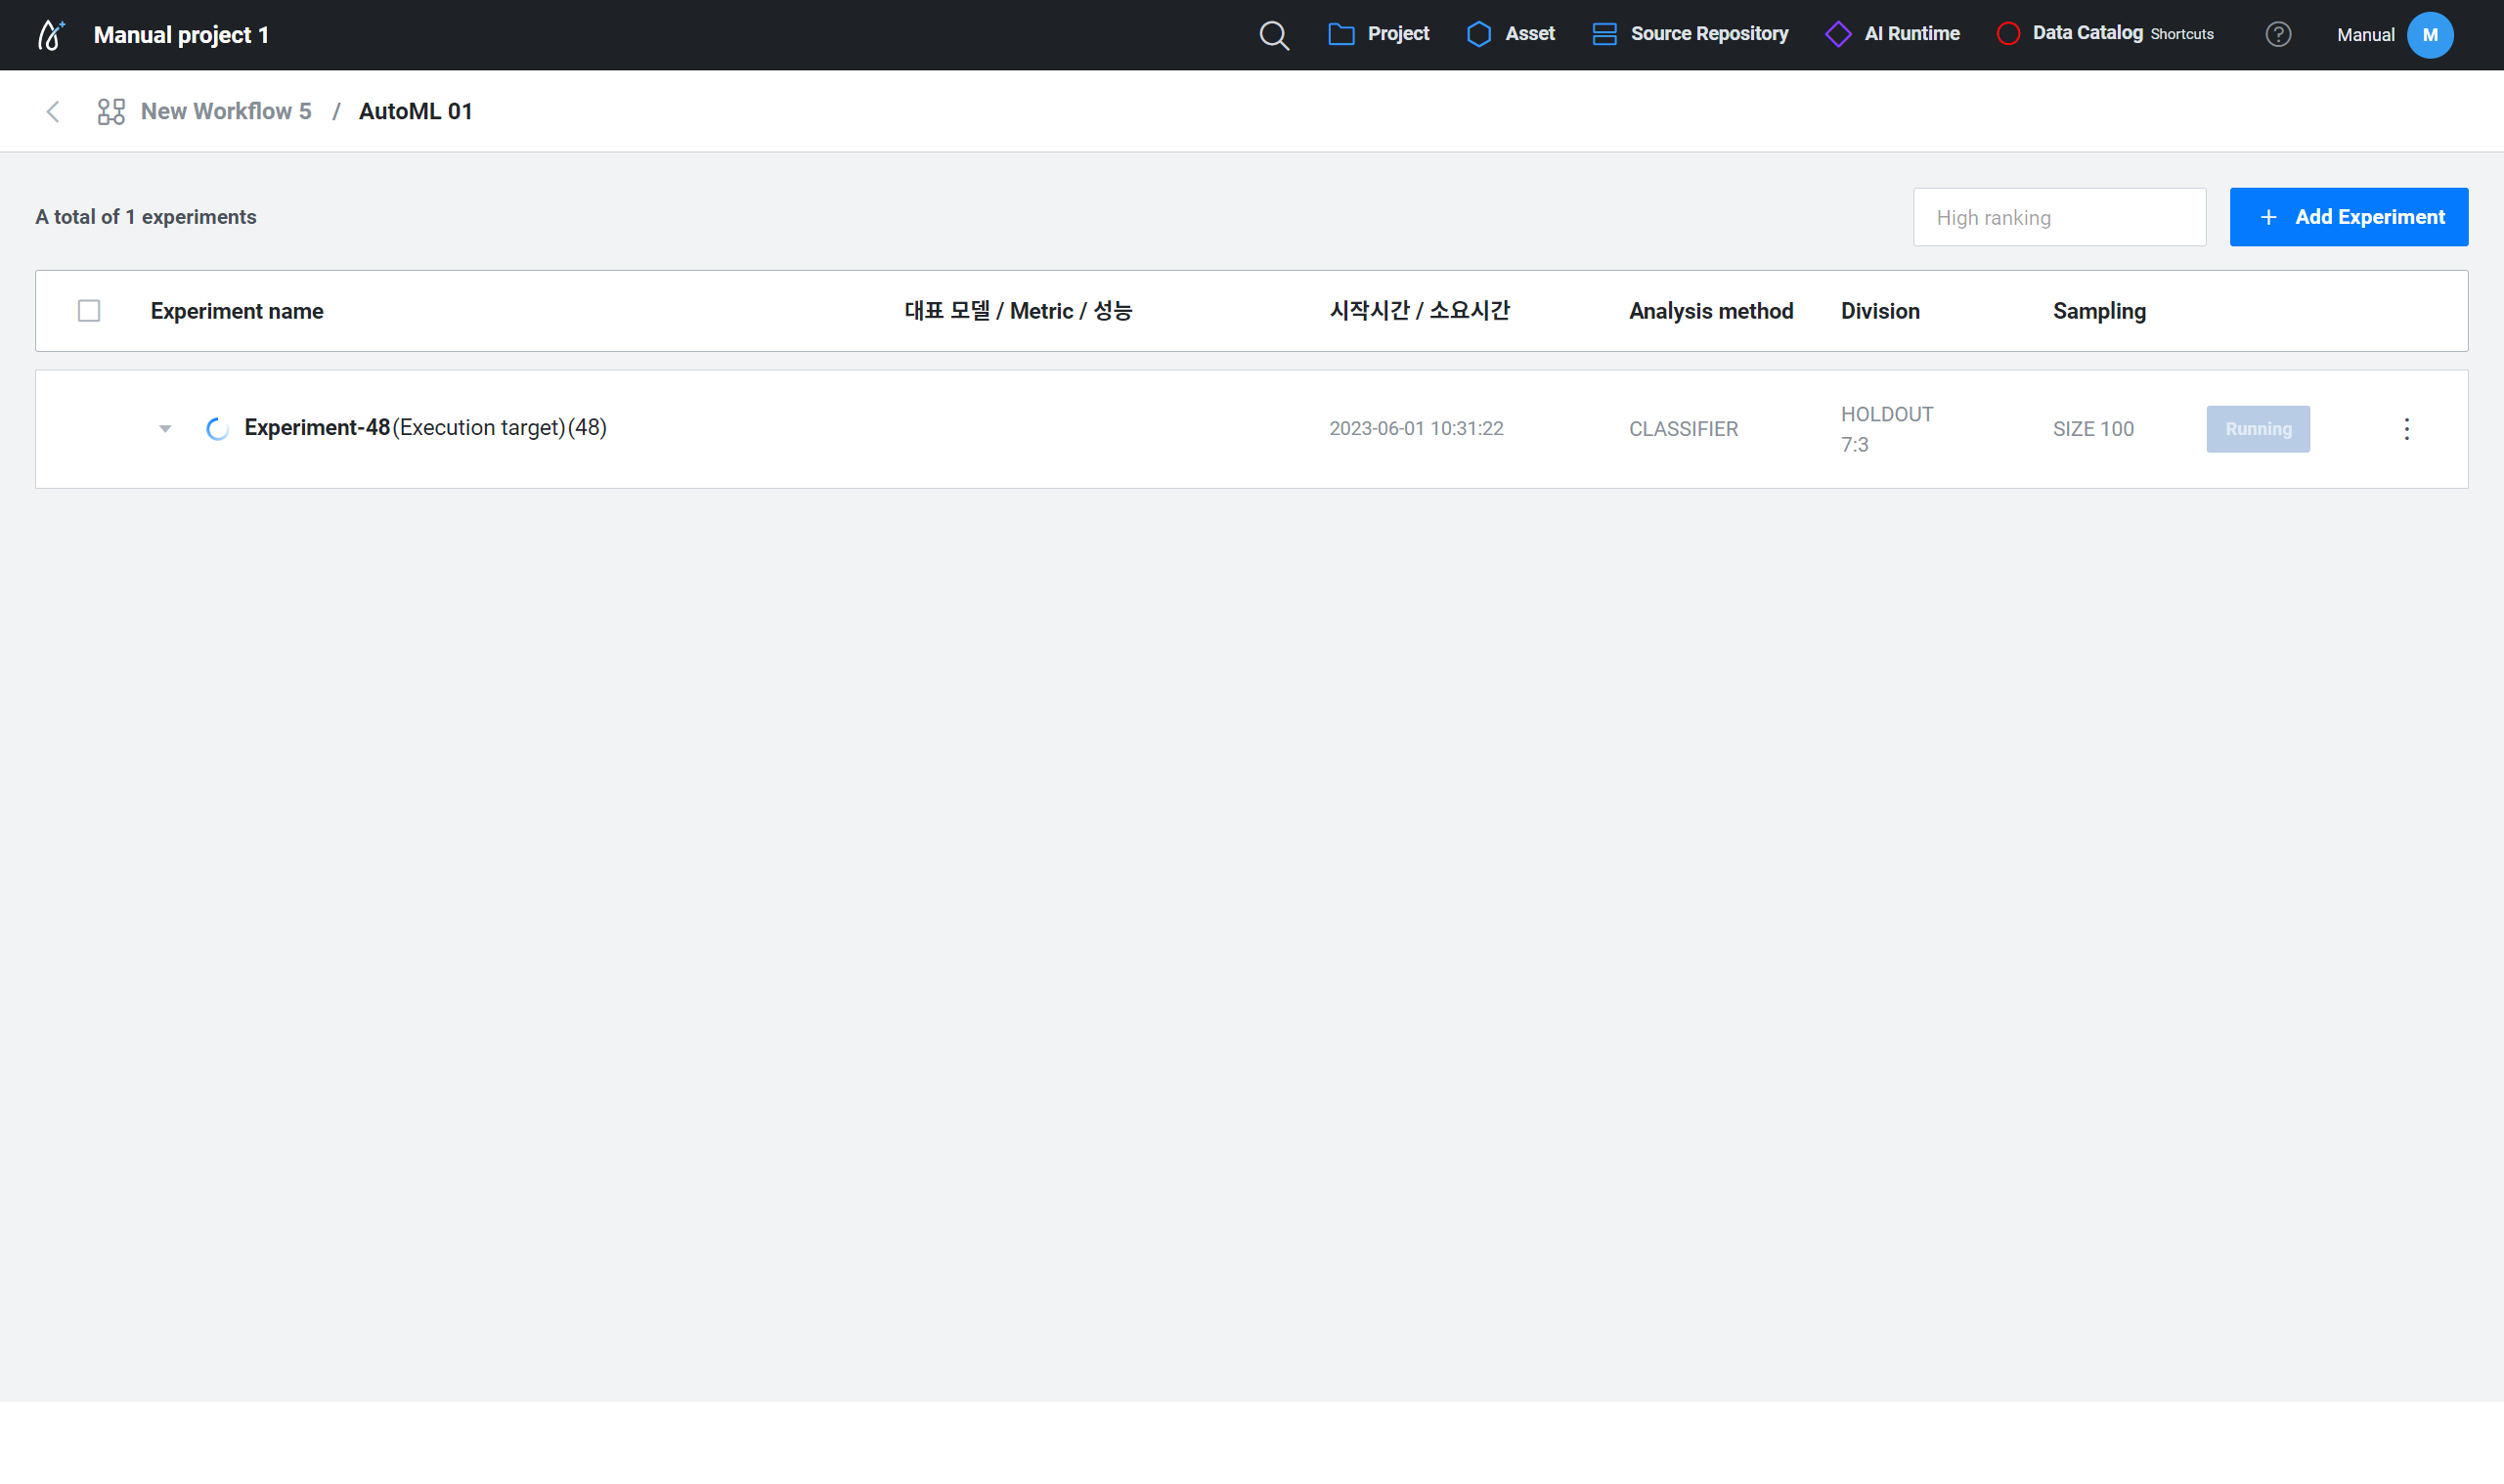 Manual project 1
Project
Asset
Source Repository
AI Runtime
Data Catalog Shortcuts
?
Manual
M
New Workflow 5 / AutoML 01
A total of 1 experiments
High ranking
+ Add Experiment
Experiment name
대표 모델 / Metric / 성능
시작시간 / 소요시간
Analysis method
Division
Sampling
Experiment-48(Execution target)(48)
2023-06-01 10:31:22
CLASSIFIER
HOLDOUT
7:3
SIZE 100
Running